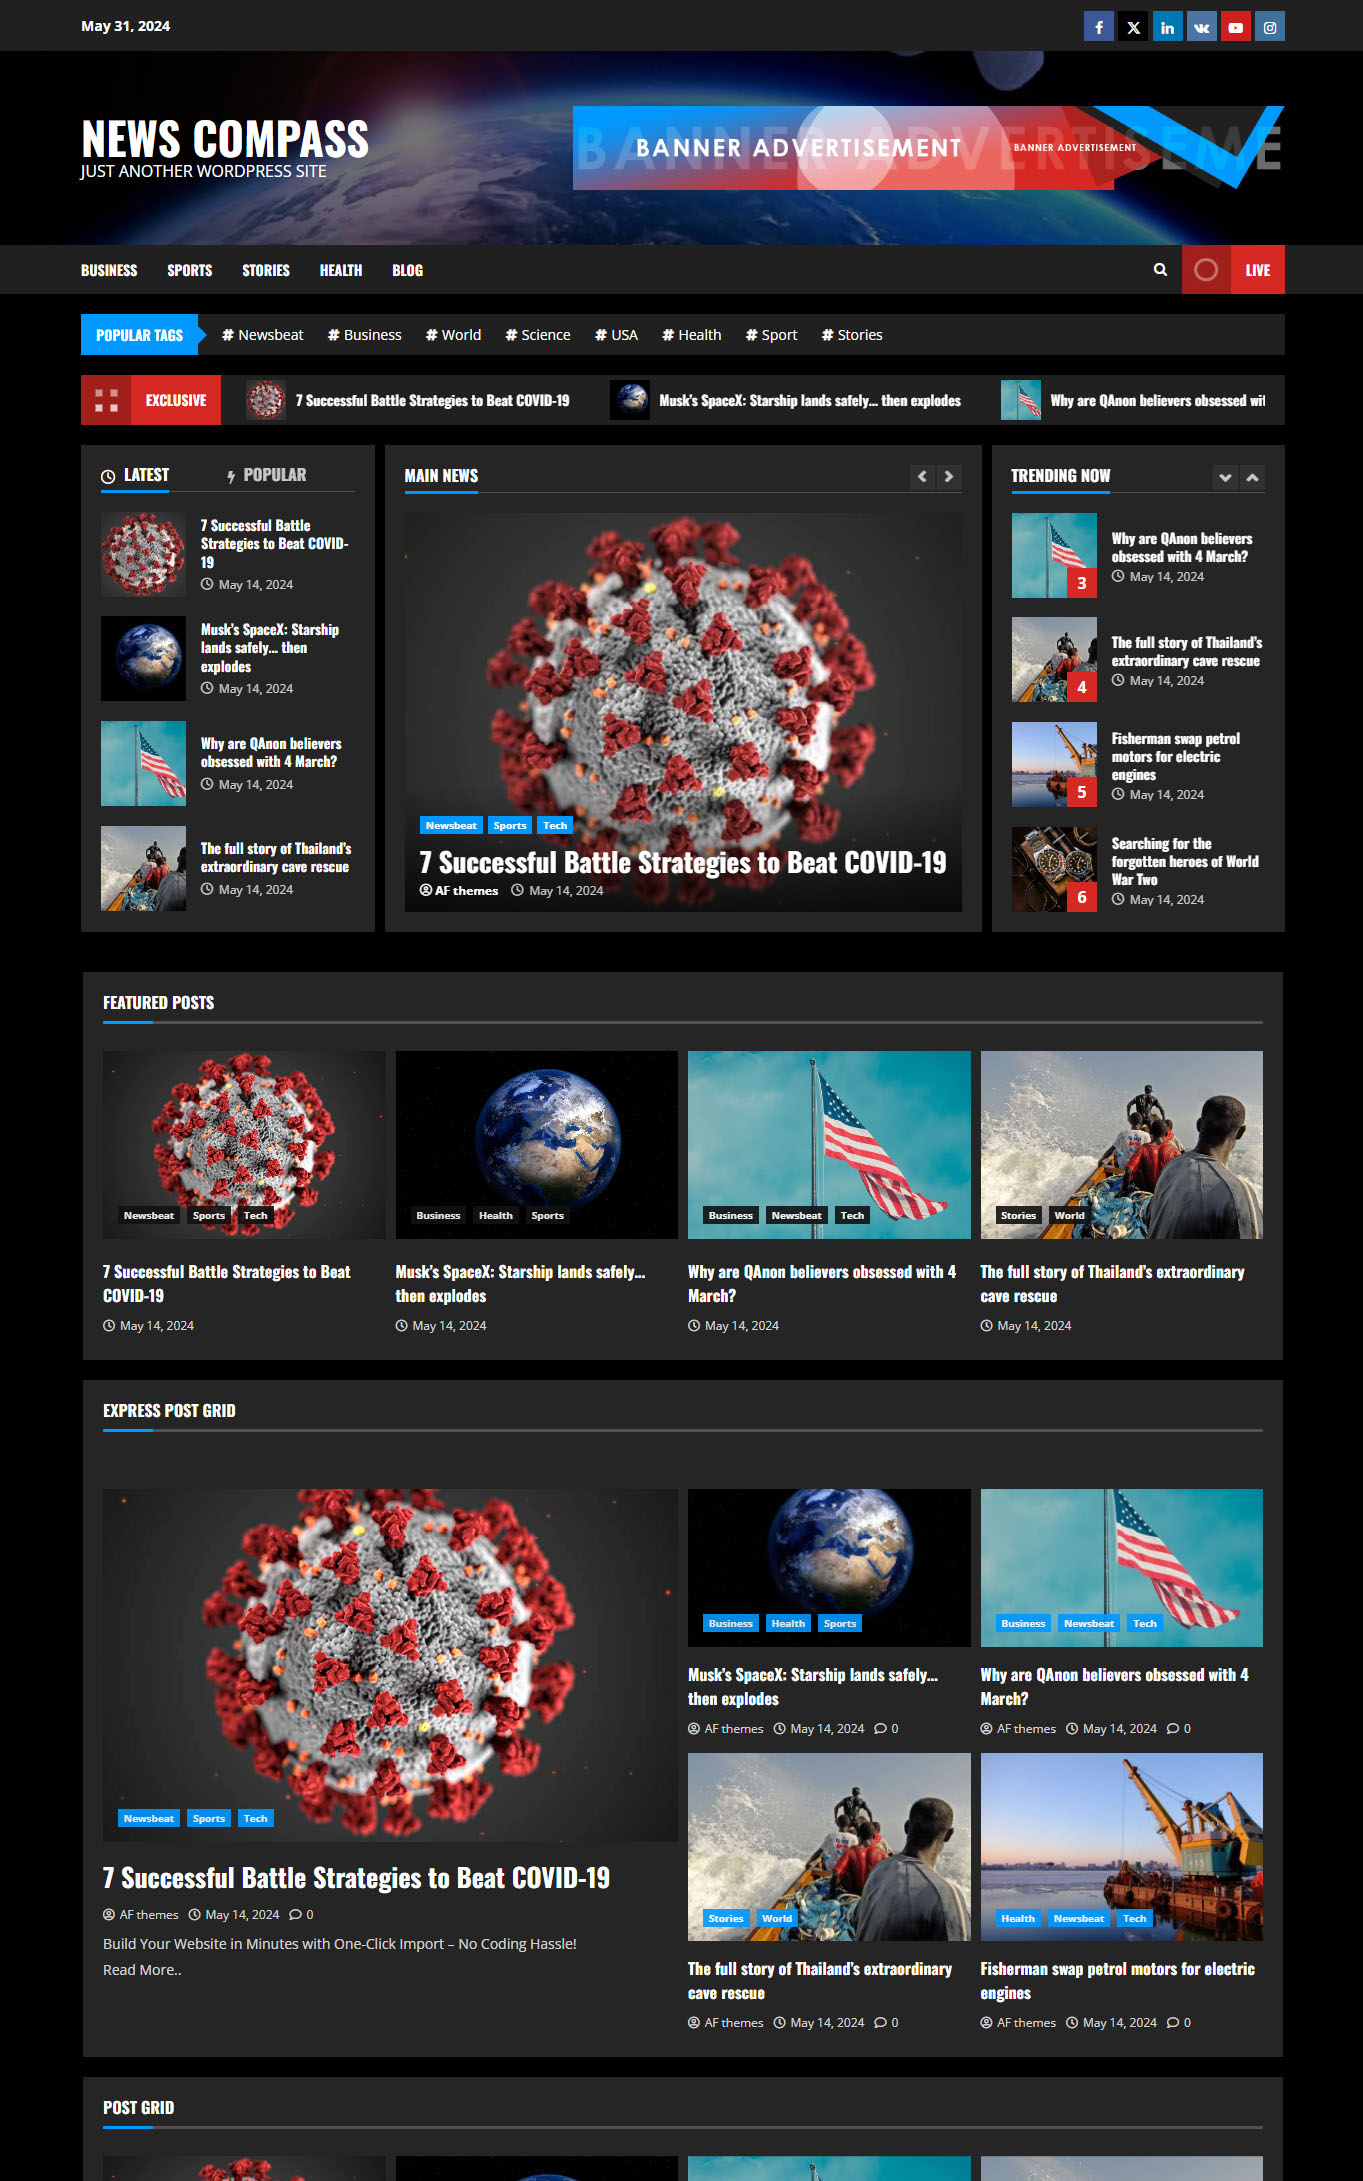 May 31, 2024
NEWS COMPASS
JUST ANOTHER WORDPRESS SITE
BANNER ADVERTISEME
BANNER ADVERTISEMENT
BANNER ADVERTISEMENT
BUSINESS SPORTS STORIES HEALTH BLOG
LIVE
POPULAR TAGS # Newsbeat # Business # World # Science # USA # Health # Sport # Stories
EXCLUSIVE 7 Successful Battle Strategies to Beat COVID-19 Musk's SpaceX: Starship lands safely... then explodes Why are QAnon believers obsessed wit
LATEST POPULAR
7 Successful Battle
Strategies to Beat COVID-
19
May 14, 2024
Musk's SpaceX: Starship
lands safely... then
explodes
May 14, 2024
Why are QAnon believers
obsessed with 4 March?
May 14, 2024
The full story of Thailand's
extraordinary cave rescue
May 14, 2024
MAIN NEWS
Newsbeat Sports Tech
7 Successful Battle Strategies to Beat COVID-19
AF themes May 14, 2024
TRENDING NOW
3
Why are QAnon believers
obsessed with 4 March?
May 14, 2024
4
The full story of Thailand's
extraordinary cave rescue
May 14, 2024
5
Fisherman swap petrol
motors for electric
engines
May 14, 2024
6
Searching for the
forgotten heroes of World
War Two
May 14, 2024
FEATURED POSTS
Newsbeat Sports Tech
7 Successful Battle Strategies to Beat
COVID-19
May 14, 2024
Business Health Sports
Musk's SpaceX: Starship lands safely...
then explodes
May 14, 2024
Business Newsbeat Tech
Why are QAnon believers obsessed with 4
March?
May 14, 2024
Stories World
The full story of Thailand's extraordinary
cave rescue
May 14, 2024
EXPRESS POST GRID
Newsbeat Sports Tech
7 Successful Battle Strategies to Beat COVID-19
AF themes May 14, 2024 0
Build Your Website in Minutes with One-Click Import – No Coding Hassle!
Read More..
Business Health Sports
Musk's SpaceX: Starship lands safely...
then explodes
AF themes May 14, 2024 0
Business Newsbeat Tech
Why are QAnon believers obsessed with 4
March?
AF themes May 14, 2024 0
Stories World
The full story of Thailand's extraordinary
cave rescue
AF themes May 14, 2024 0
Health Newsbeat Tech
Fisherman swap petrol motors for electric
engines
AF themes May 14, 2024 0
POST GRID